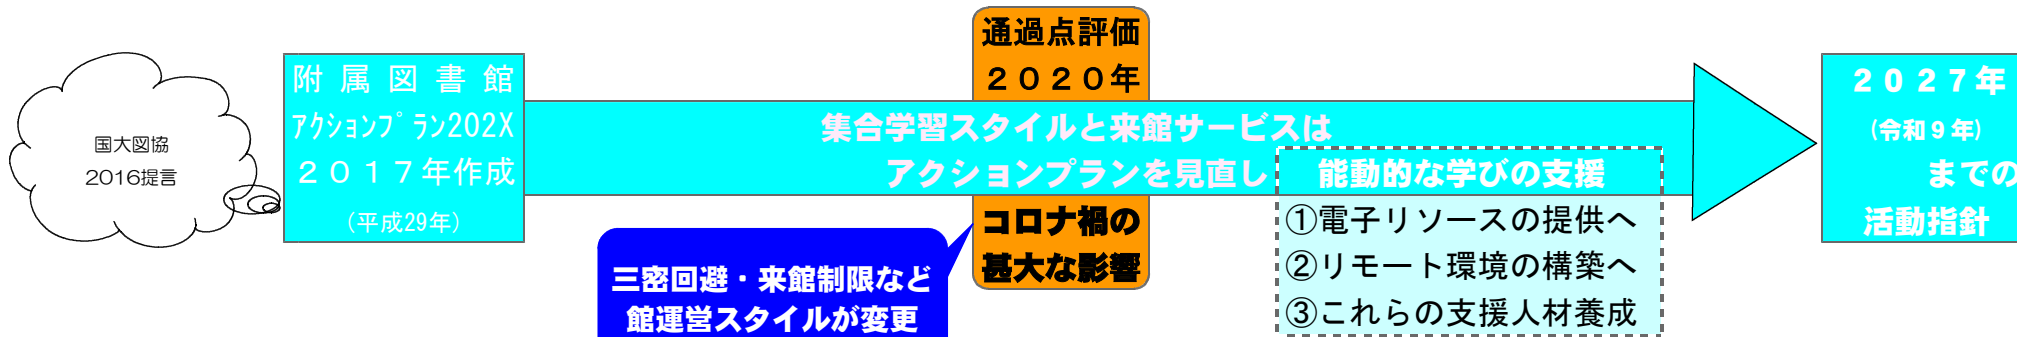 国大図協
2016提言
附属図書館
ｱｸｼｮﾝﾌﾟﾗﾝ202X
２０１７年作成
(平成29年)
通過点評価
２０２０年
集合学習スタイルと来館サービスは
アクションプランを見直し
コロナ禍の
甚大な影響
三密回避・来館制限など
館運営スタイルが変更
能動的な学びの支援
①電子リソースの提供へ
②リモート環境の構築へ
③これらの支援人材養成
２０２７年
(令和９年)
までの
活動指針